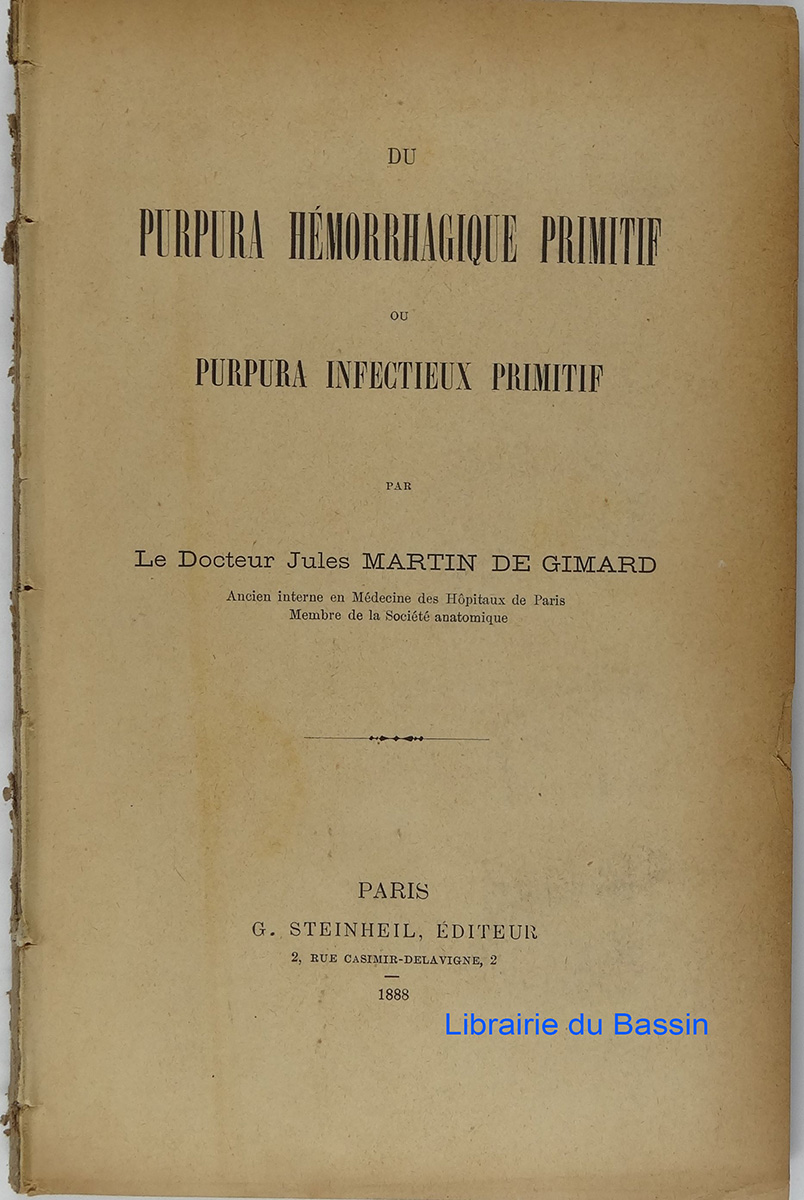 DU
PURPURA HÉMORRHAGIQUE PRIMITIF
OU
PURPURA INFECTIEUX PRIMITIF
PAR
Le Docteur Jules MARTIN DE GIMARD
Ancien interne en Médecine des Hôpitaux de Paris
Membre de la Société anatomique
PARIS
G. STEINHEIL, ÉDITEUR
2, RUE CASIMIR-DELAVIGNE, 2
1888
Librairie du Bassin